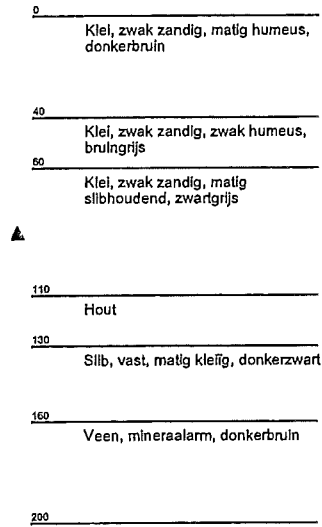 0
Klei, zwak zandig, matig humeus,
donkerbruin
40
Klei, zwak zandig, zwak humeus,
bruingrijs
60
Klei, zwak zandig, matig
slibhoudend, zwartgrijs
110
Hout
130
Slib, vast, matig kleiïg, donkerzwart
160
Veen, mineraalarm, donkerbruin
200